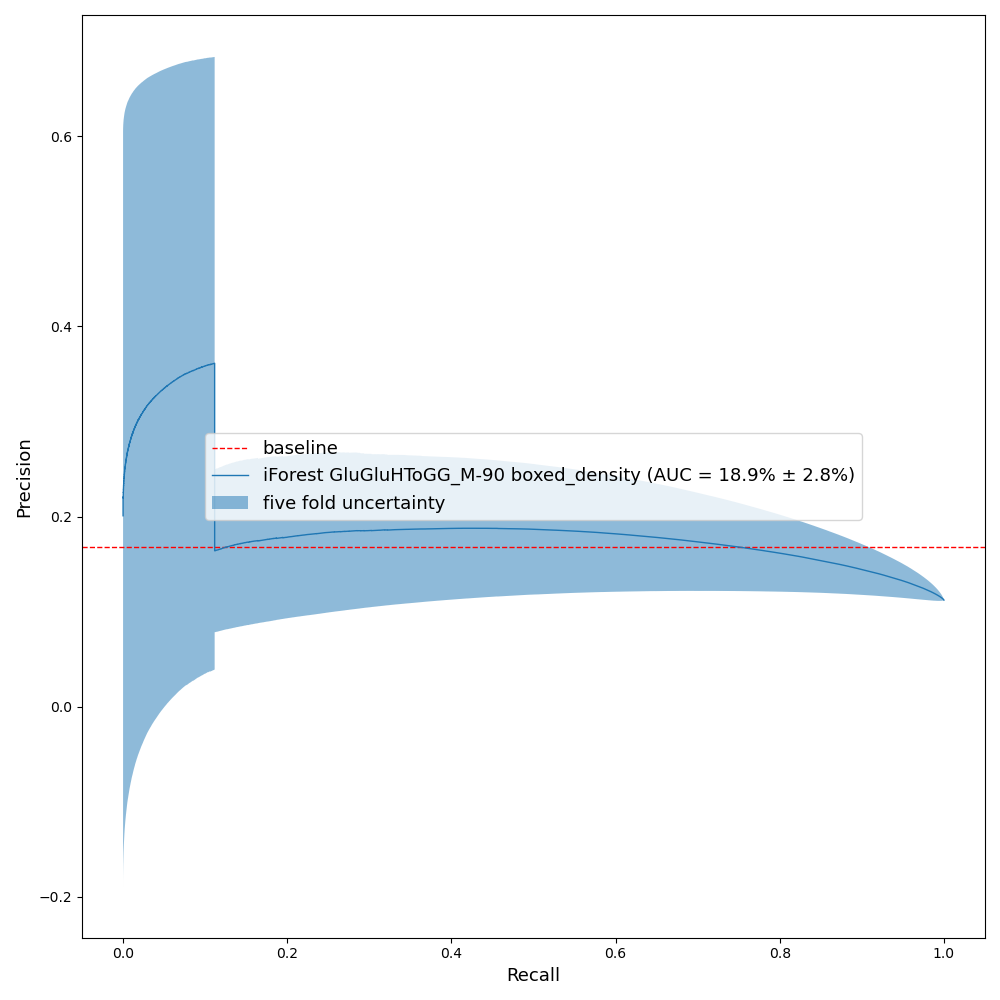 0.6
0.4
0.2
0.0
−0.2
Precision
baseline
iForest GluGluHToGG_M-90 boxed_density (AUC = 18.9% ± 2.8%)
five fold uncertainty
0.0 0.2 0.4 0.6 0.8 1.0
Recall